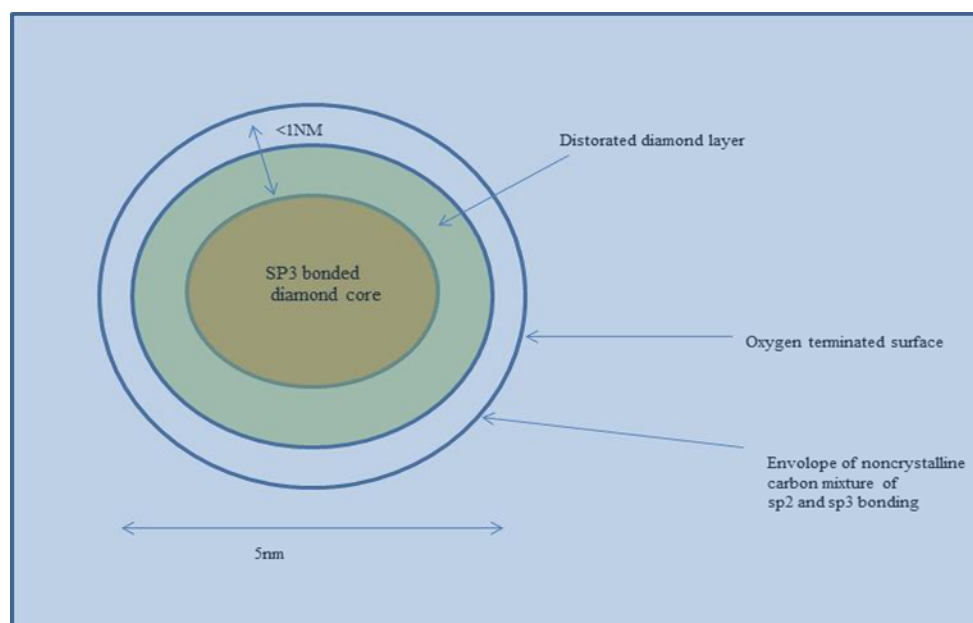 <1NM
Distorated diamond layer
SP3 bonded
diamond core
Oxygen terminated surface
Envolope of noncrystalline
carbon mixture of
sp2 and sp3 bonding
5nm